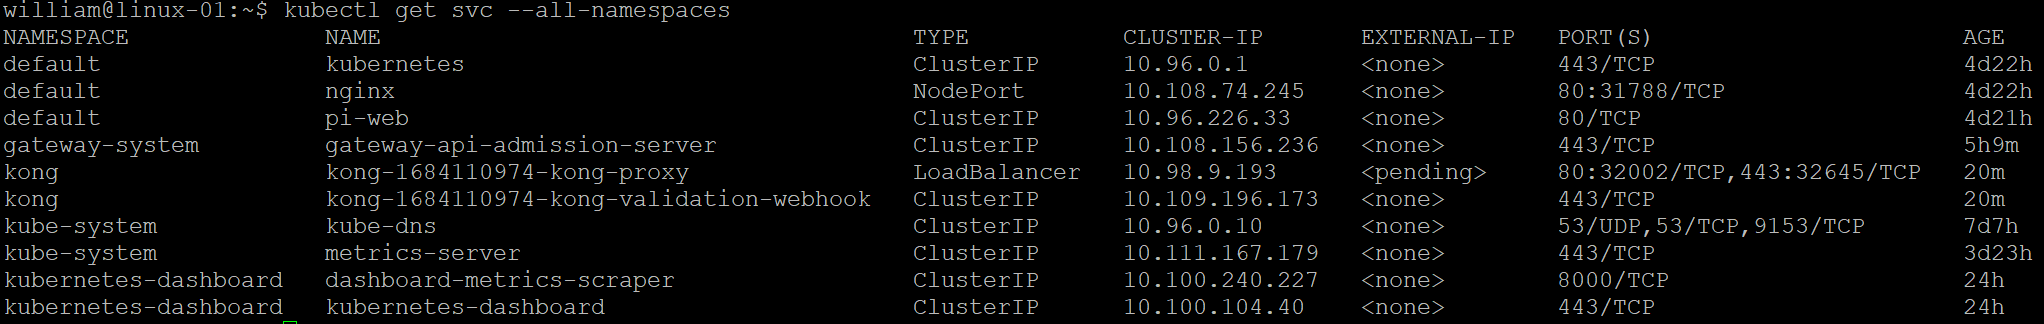 william@linux-01:~$ kubectl get svc --all-namespaces
NAMESPACE NAME TYPE CLUSTER-IP EXTERNAL-IP PORT(S) AGE
default kubernetes ClusterIP 10.96.0.1 <none> 443/TCP 4d22h
default nginx NodePort 10.108.74.245 <none> 80:31788/TCP 4d22h
default pi-web ClusterIP 10.96.226.33 <none> 80/TCP 4d21h
gateway-system gateway-api-admission-server ClusterIP 10.108.156.236 <none> 443/TCP 5h9m
kong kong-1684110974-kong-proxy LoadBalancer 10.98.9.193 <pending> 80:32002/TCP,443:32645/TCP 20m
kong kong-1684110974-kong-validation-webhook ClusterIP 10.109.196.173 <none> 443/TCP 20m
kube-system kube-dns ClusterIP 10.96.0.10 <none> 53/UDP,53/TCP,9153/TCP 7d7h
kube-system metrics-server ClusterIP 10.111.167.179 <none> 443/TCP 3d23h
kubernetes-dashboard dashboard-metrics-scraper ClusterIP 10.100.240.227 <none> 8000/TCP 24h
kubernetes-dashboard kubernetes-dashboard ClusterIP 10.100.104.40 <none> 443/TCP 24h